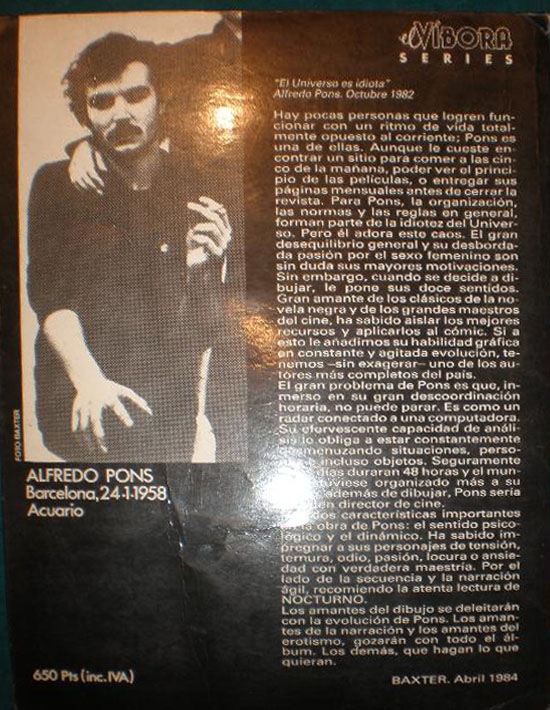 el VÍBORA
SERIES
"El Universo es idiota"
Alfredo Pons. Octubre 1982
Hay pocas personas que logren fun-
cionar con un ritmo de vida total-
mente opuesto al corriente; Pons es
una de ellas. Aunque le cueste en-
contrar un sitio para comer a las cin-
co de la mañana, poder ver el princi-
pio de las películas, o entregar sus
páginas mensuales antes de cerrar la
revista. Para Pons, la organización,
las normas y las reglas en general,
forman parte de la idiotez del Univer-
so. Pero él adora este caos. El gran
desequilibrio general y su desborda-
da pasión por el sexo femenino son
sin duda sus mayores motivaciones.
Sin embargo, cuando se decide a di-
bujar, le pone sus doce sentidos.
Gran amante de los clásicos de la no-
vela negra y de los grandes maestros
del cine, ha sabido aislar los mejores
recursos y aplicarlos al cómic. Si a
esto le añadimos su habilidad gráfica
en constante y agitada evolución, te-
nemos —sin exagerar— uno de los au-
tores más completos del país.
El gran problema de Pons es que, in-
merso en su gran descoordinación
horaria, no puede parar. Es como un
radar conectado a una computadora.
Su efervescente capacidad de análi-
sis lo obliga a estar constantemente
desmenuzando situaciones, perso-
incluso objetos. Seguramente
días duraran 48 horas y el mun-
estuviese organizado más a su
además de dibujar, Pons sería
buen director de cine.
dos características importantes
la obra de Pons: el sentido psico-
lógico y el dinámico. Ha sabido im-
pregnar a sus personajes de tensión,
ternura, odio, pasión, locura o ansie-
dad con verdadera maestría. Por el
lado de la secuencia y la narración
ágil, recomiendo la atenta lectura de
NOCTURNO.
Los amantes del dibujo se deleitarán
con la evolución de Pons. Los aman-
tes de la narración y los amantes del
erotismo, gozarán con todo el ál-
bum. Los demás, que hagan lo que
quieran.
BAXTER. Abril 1984
FOTO: BAXTER
ALFREDO PONS
Barcelona, 24-1-1958
Acuario
650 Pts (inc. IVA)